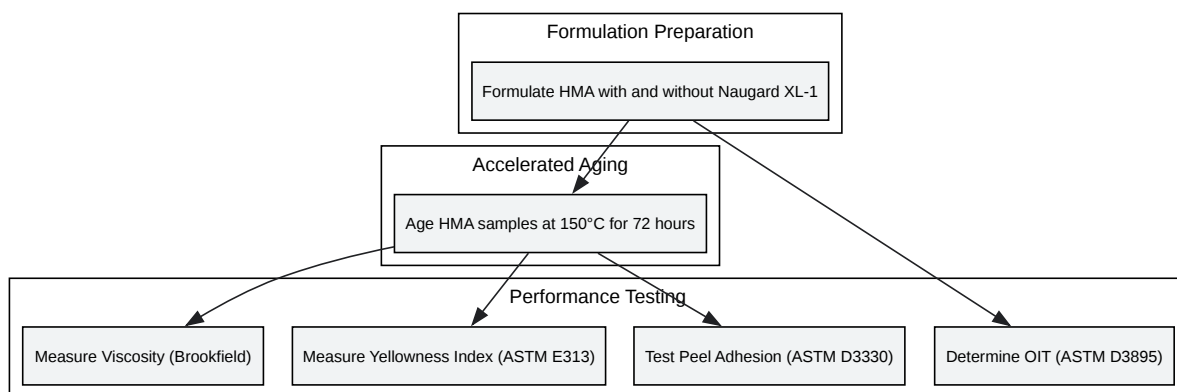 Formulation Preparation
Formulate HMA with and without Naugard XL-1
Accelerated Aging
Age HMA samples at 150°C for 72 hours
Performance Testing
Measure Viscosity (Brookfield)
Measure Yellowness Index (ASTM E313)
Test Peel Adhesion (ASTM D3330)
Determine OIT (ASTM D3895)